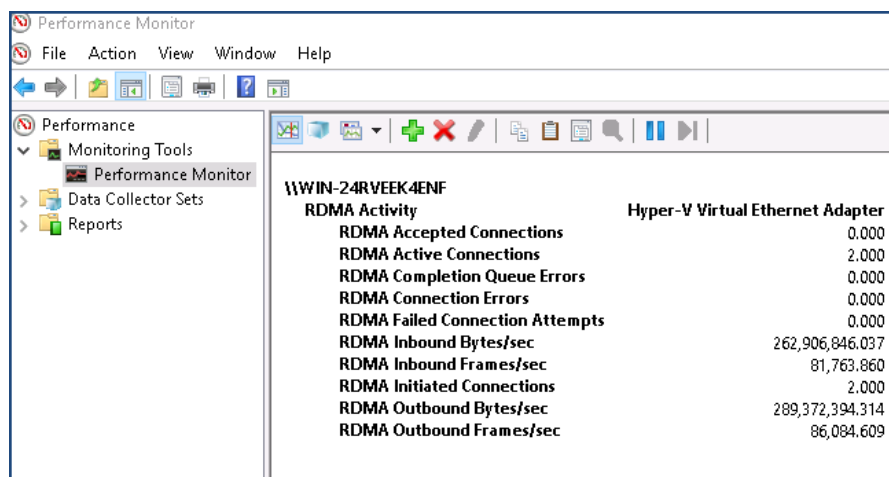 Performance Monitor
File Action View Window Help
Performance
Monitoring Tools
Performance Monitor
Data Collector Sets
Reports
\\WIN-24RVEEK4ENF
RDMA Activity Hyper-V Virtual Ethernet Adapter
RDMA Accepted Connections 0.000
RDMA Active Connections 2.000
RDMA Completion Queue Errors 0.000
RDMA Connection Errors 0.000
RDMA Failed Connection Attempts 0.000
RDMA Inbound Bytes/sec 262,906,846.037
RDMA Inbound Frames/sec 81,763.860
RDMA Initiated Connections 2.000
RDMA Outbound Bytes/sec 289,372,394.314
RDMA Outbound Frames/sec 86,084.609